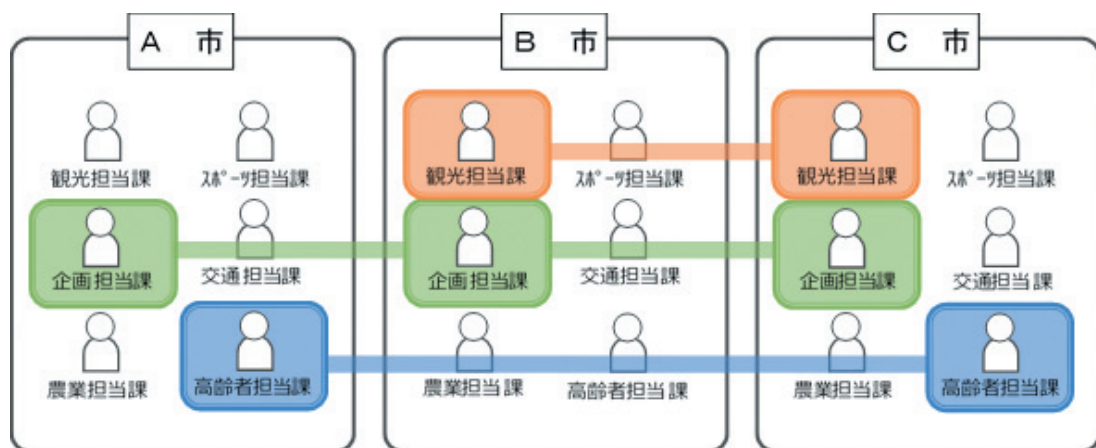 A 市
B 市
C 市
観光担当課
ｽﾎﾟｰﾂ担当課
観光担当課
ｽﾎﾟｰﾂ担当課
観光担当課
ｽﾎﾟｰﾂ担当課
企画担当課
交通担当課
企画担当課
交通担当課
企画担当課
交通担当課
農業担当課
高齢者担当課
農業担当課
高齢者担当課
農業担当課
高齢者担当課